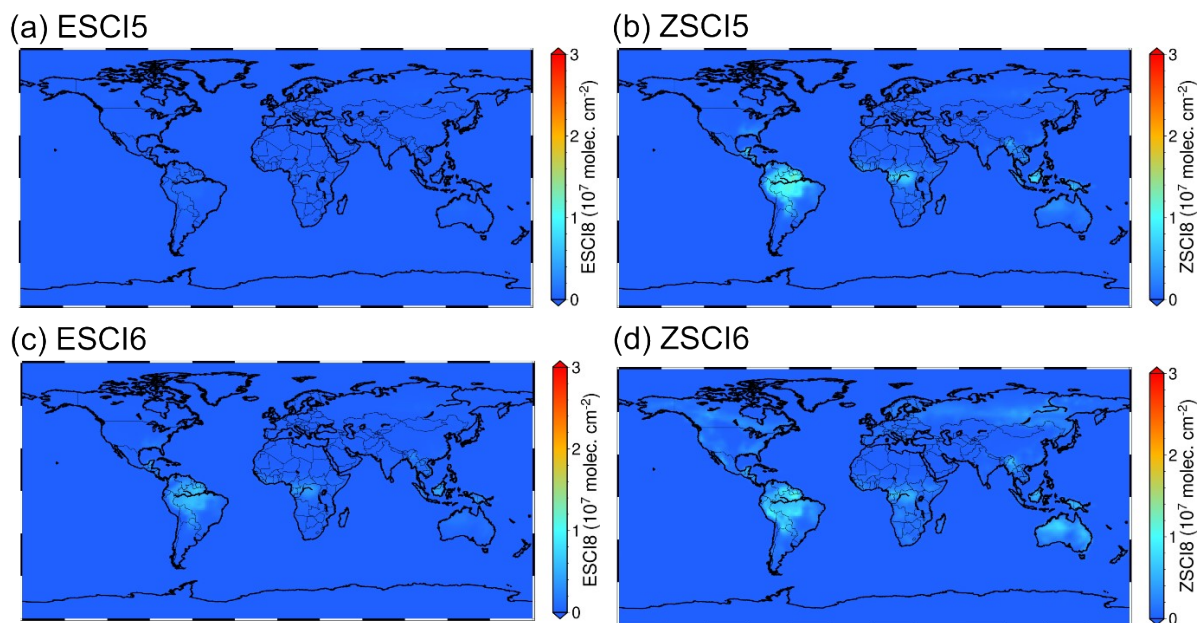 (a) ESCI5
3
2
1
0
ESCI8 (10⁷ molec. cm⁻²)
(b) ZSCI5
3
2
1
0
ZSCI8 (10⁷ molec. cm⁻²)
(c) ESCI6
3
2
1
0
ESCI8 (10⁷ molec. cm⁻²)
(d) ZSCI6
3
2
1
0
ZSCI8 (10⁷ molec. cm⁻²)